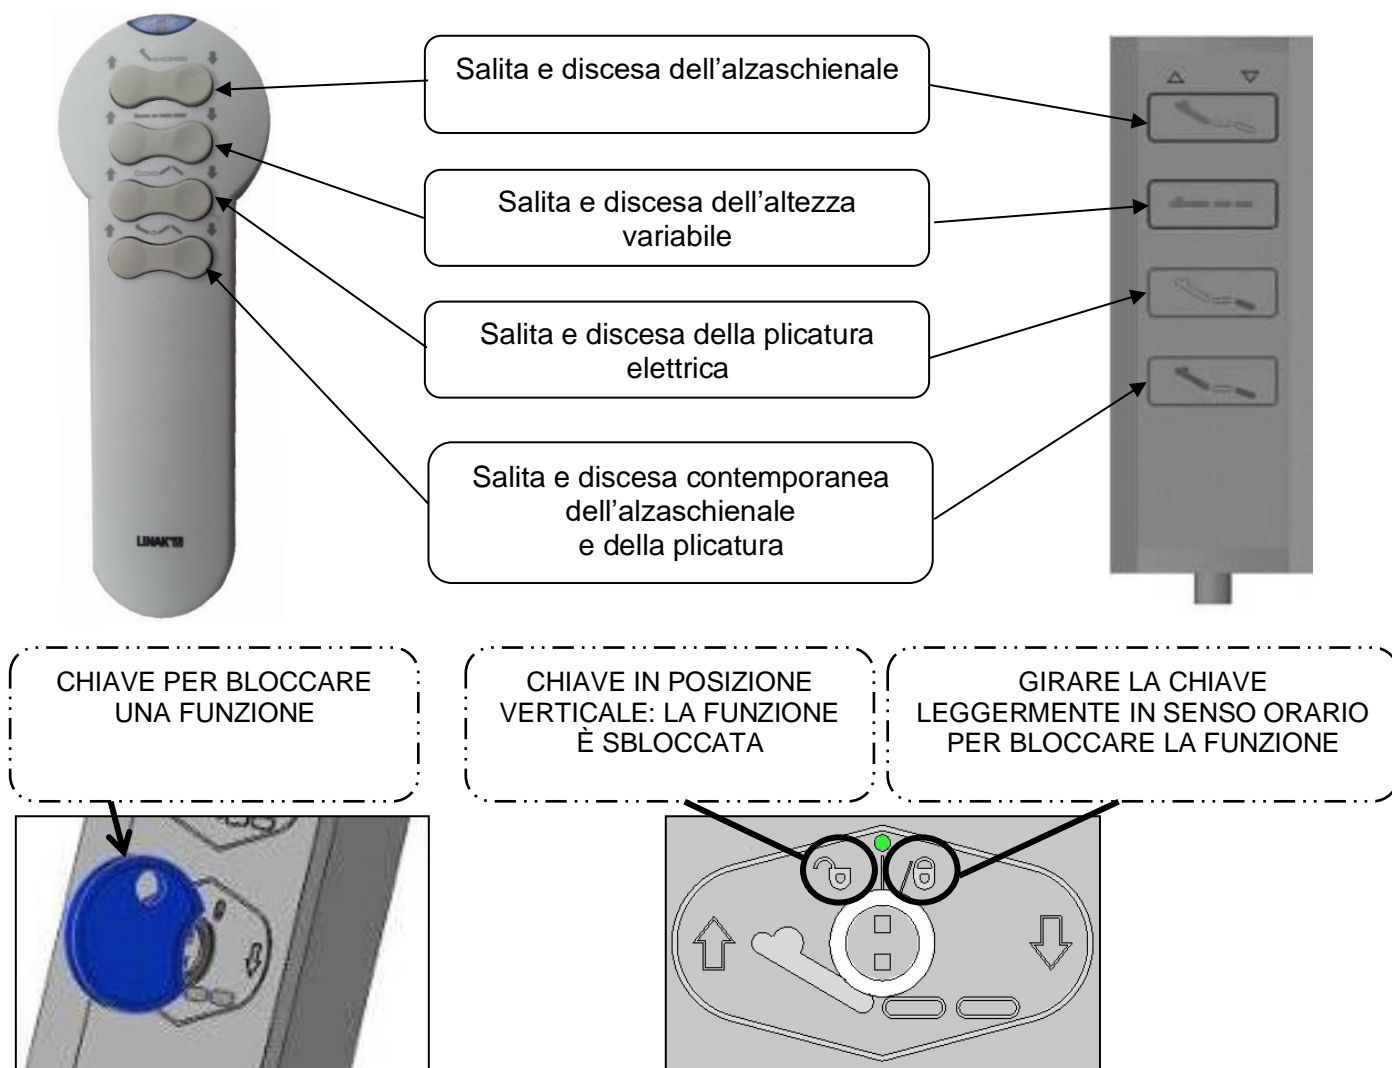 Salita e discesa dell’alzaschienale
Salita e discesa dell’altezza
variabile
Salita e discesa della plicatura
elettrica
Salita e discesa contemporanea
dell’alzaschienale
e della plicatura
LINAK
CHIAVE PER BLOCCARE
UNA FUNZIONE
CHIAVE IN POSIZIONE
VERTICALE: LA FUNZIONE
È SBLOCCATA
GIRARE LA CHIAVE
LEGGERMENTE IN SENSO ORARIO
PER BLOCCARE LA FUNZIONE